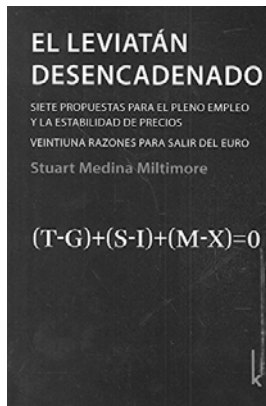 EL LEVIATÁN
DESENCADENADO
SIETE PROPUESTAS PARA EL PLENO EMPLEO
Y LA ESTABILIDAD DE PRECIOS
VEINTIUNA RAZONES PARA SALIR DEL EURO
Stuart Medina Miltimore
(T-G)+(S-I)+(M-X)=0
k